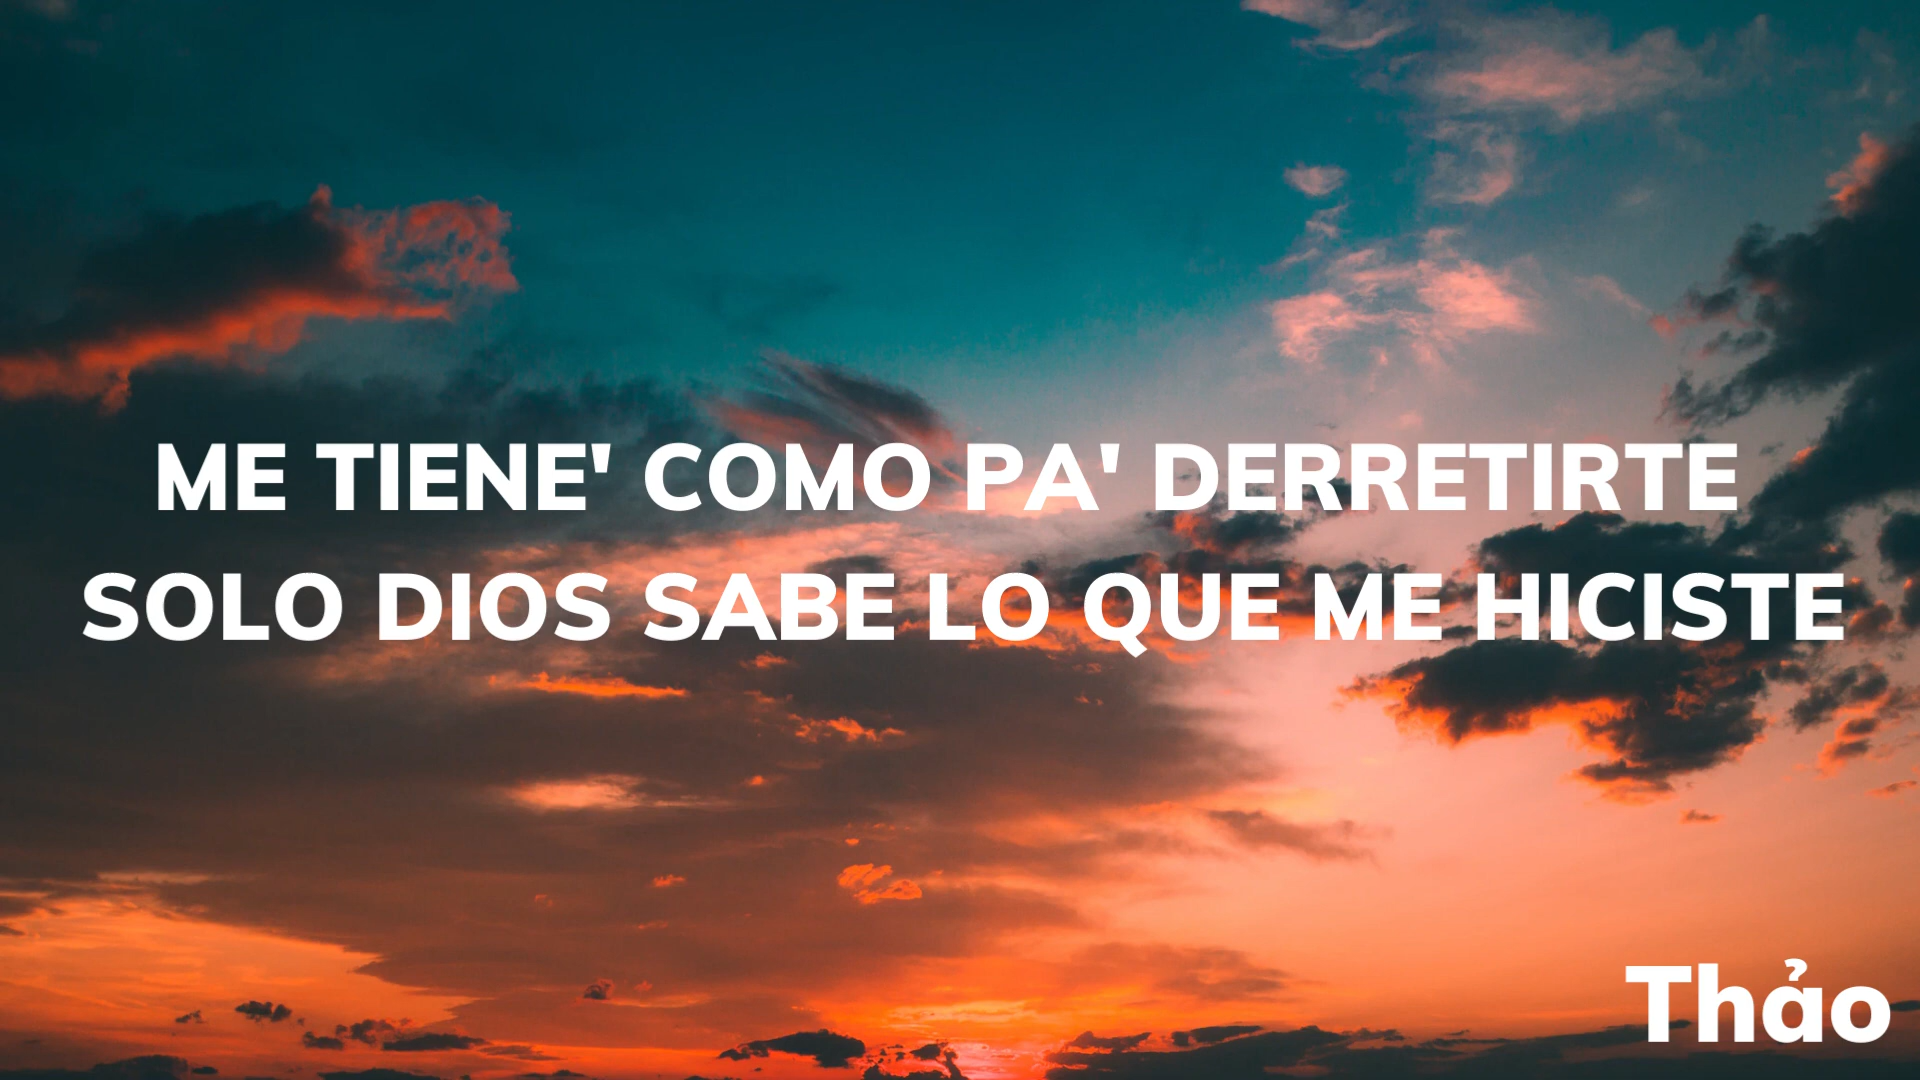 ME TIENE' COMO PA' DERRETIRTE
SOLO DIOS SABE LO QUE ME HICISTE
Thảo